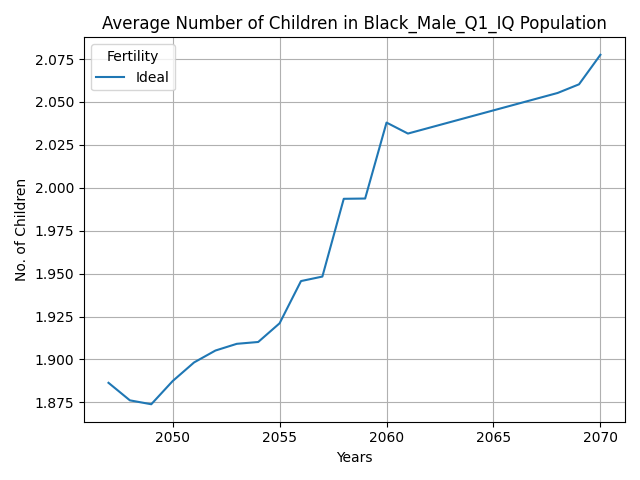 Average Number of Children in Black_Male_Q1_IQ Population
Fertility
Ideal
No. of Children
2.075
2.050
2.025
2.000
1.975
1.950
1.925
1.900
1.875
2050 2055 2060 2065 2070
Years